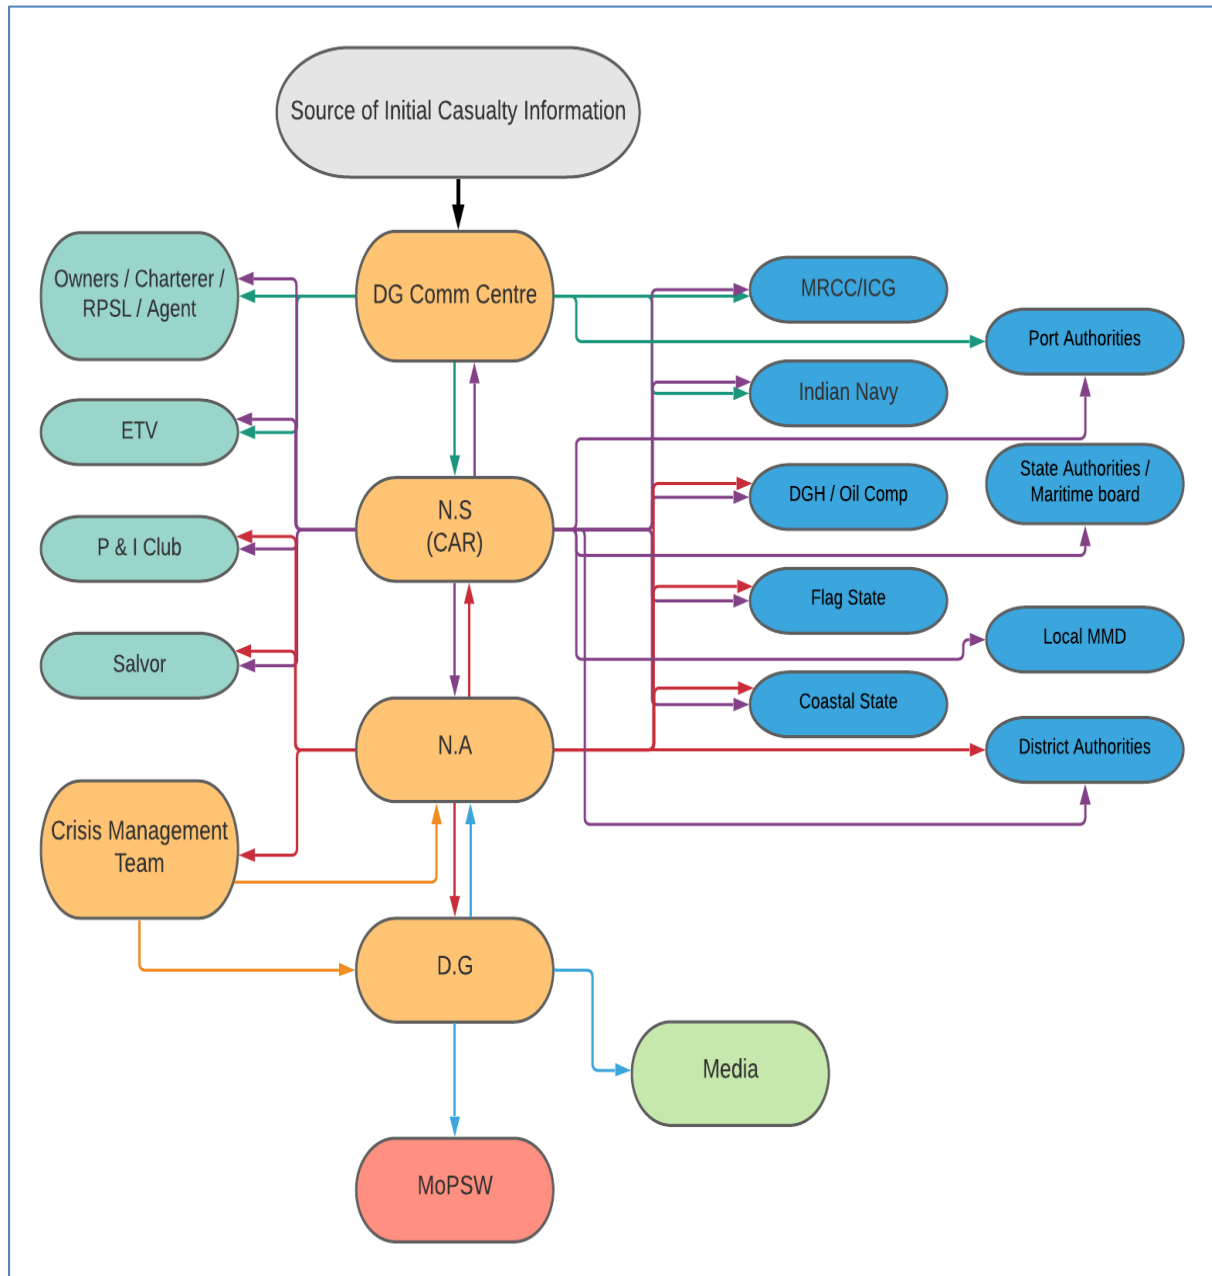 Source of Initial Casualty Information
Owners / Charterer /
RPSL / Agent
DG Comm Centre
MRCC/ICG
Port Authorities
Indian Navy
ETV
State Authorities /
Maritime board
DGH / Oil Comp
N.S
(CAR)
P & I Club
Flag State
Local MMD
Salvor
Coastal State
N.A
District Authorities
Crisis Management
Team
D.G
Media
MoPSW